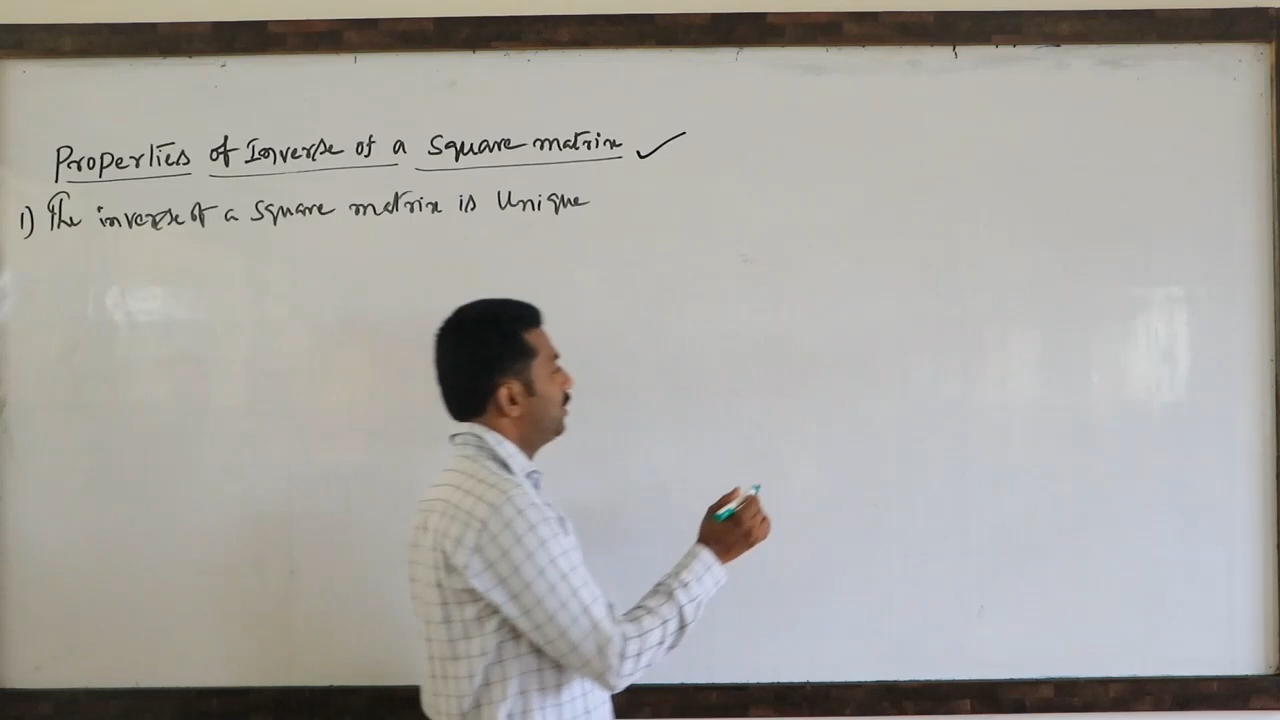 Properties of Inverse of a Square matrix
1) The inverse of a square matrix is Unique